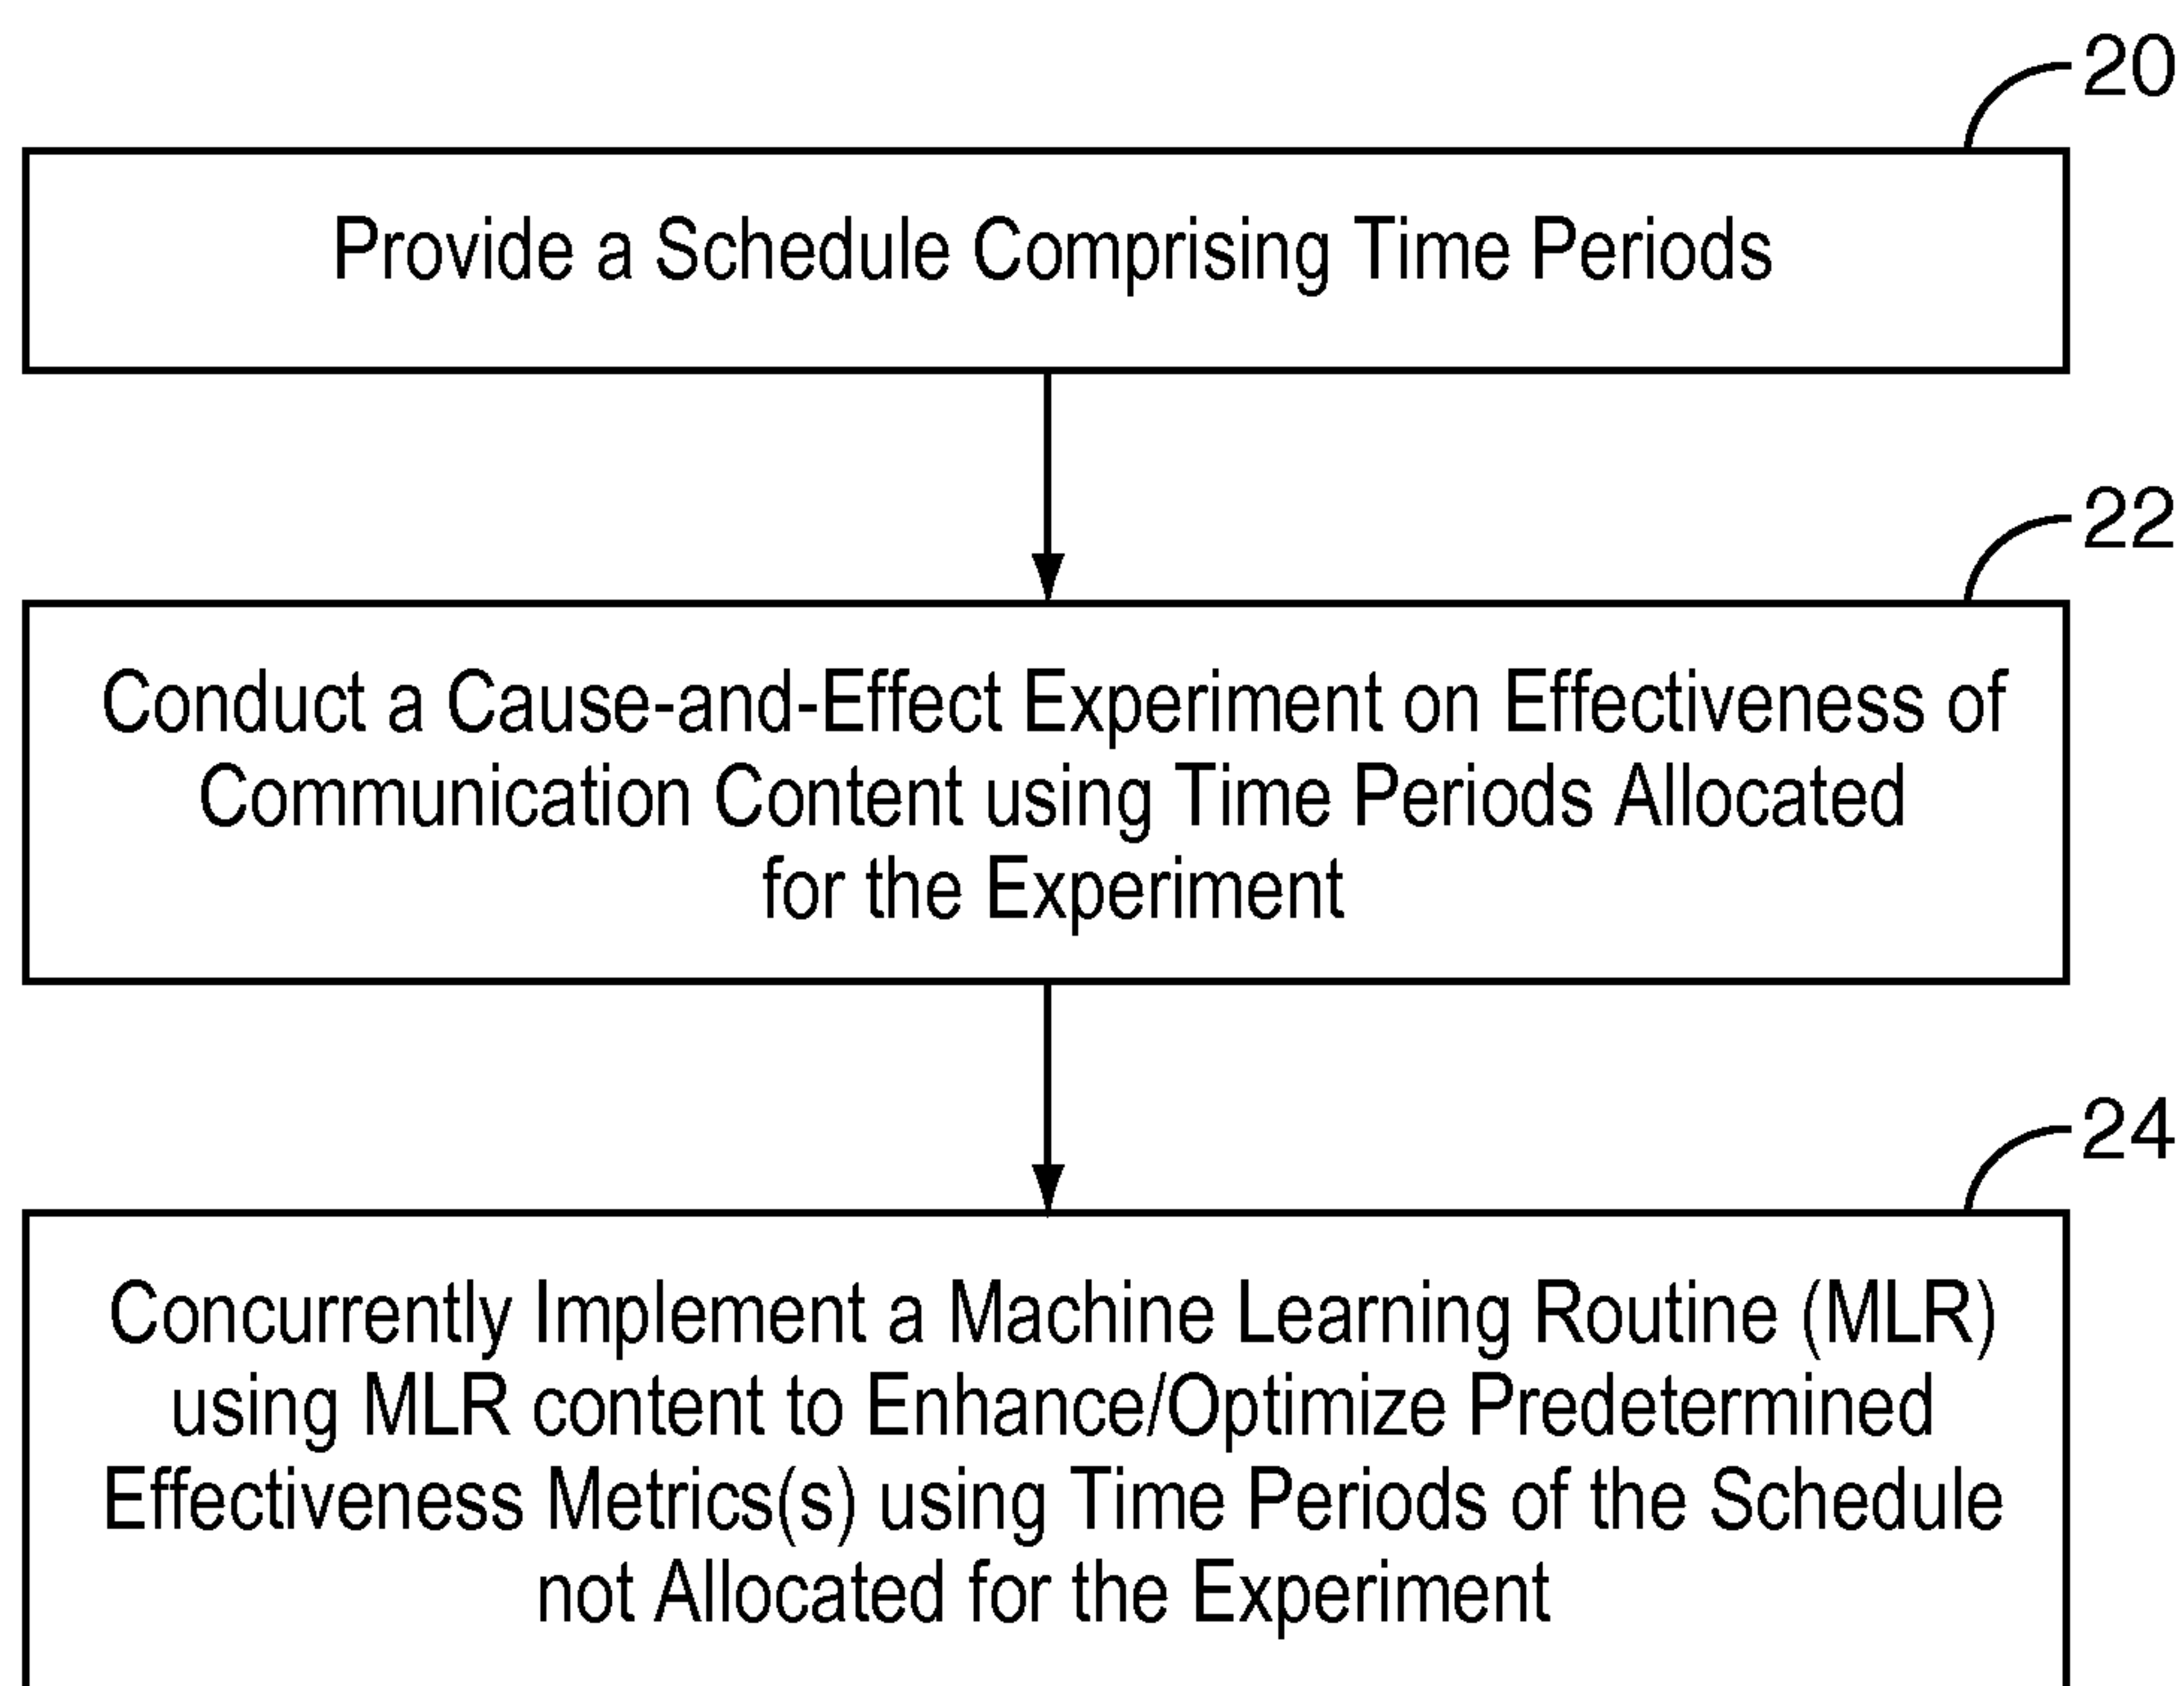 20
Provide a Schedule Comprising Time Periods
22
Conduct a Cause-and-Effect Experiment on Effectiveness of
Communication Content using Time Periods Allocated
for the Experiment
24
Concurrently Implement a Machine Learning Routine (MLR)
using MLR content to Enhance/Optimize Predetermined
Effectiveness Metrics(s) using Time Periods of the Schedule
not Allocated for the Experiment